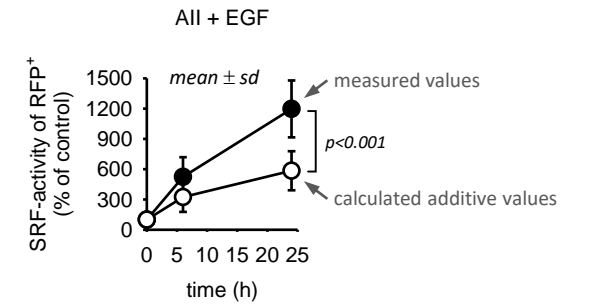 AII + EGF
SRF-activity of RFP⁺
(% of control)
1500
1200
900
600
300
0
mean ± sd
measured values
p<0.001
calculated additive values
0 5 10 15 20 25
time (h)